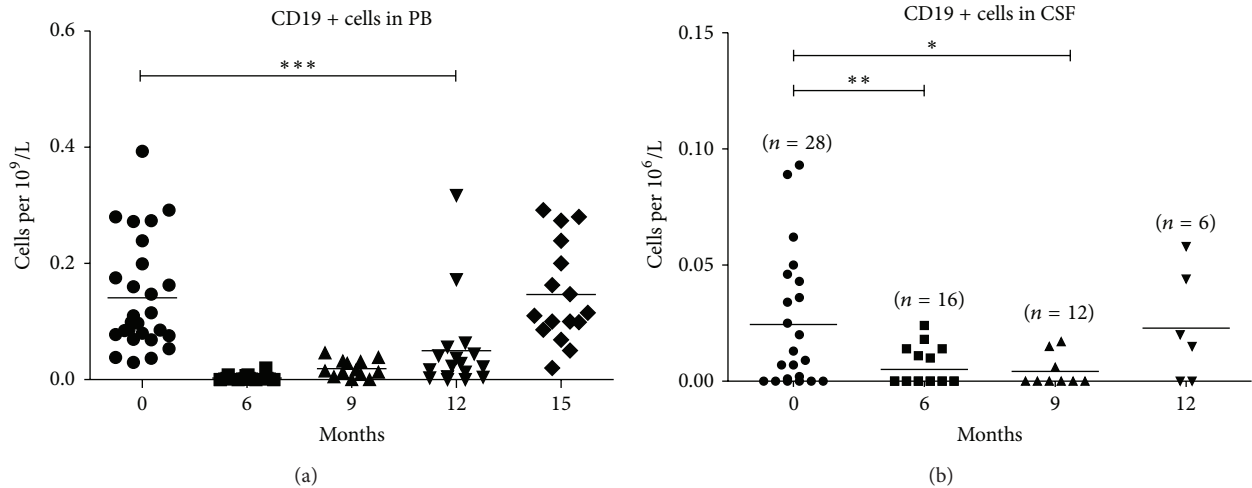 CD19 + cells in PB
Cells per 10⁹/L
0.6
0.4
0.2
0.0
***
0 6 9 12 15
Months
(a)
CD19 + cells in CSF
Cells per 10⁶/L
0.15
0.10
0.05
0.00
*
**
(n = 28)
(n = 16)
(n = 12)
(n = 6)
0 6 9 12
Months
(b)